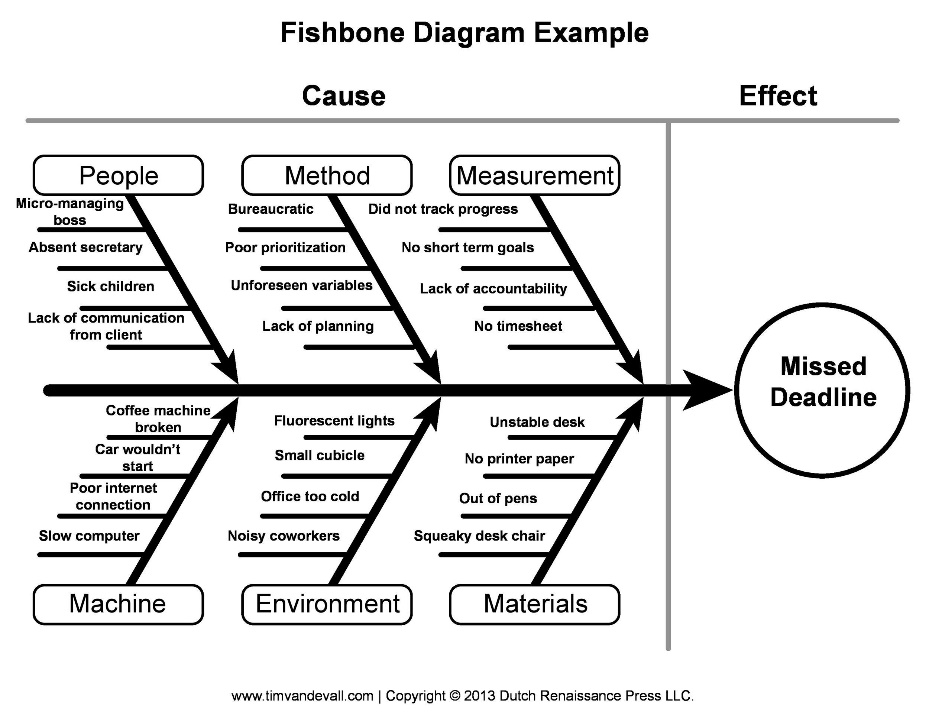 Fishbone Diagram Example
Cause
Effect
People
Method
Measurement
Micro-managing
boss
Absent secretary
Sick children
Lack of communication
from client
Bureaucratic
Poor prioritization
Unforeseen variables
Lack of planning
Did not track progress
No short term goals
Lack of accountability
No timesheet
Missed
Deadline
Coffee machine
broken
Car wouldn't
start
Poor internet
connection
Slow computer
Fluorescent lights
Small cubicle
Office too cold
Noisy coworkers
Unstable desk
No printer paper
Out of pens
Squeaky desk chair
Machine
Environment
Materials
www.timvandevall.com | Copyright © 2013 Dutch Renaissance Press LLC.